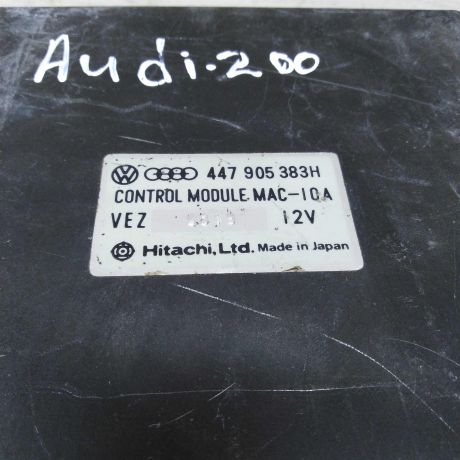 Audi-200
447 905 383H
CONTROL MODULE MAC-10A
VEZ 12V
Hitachi, Ltd. Made in Japan